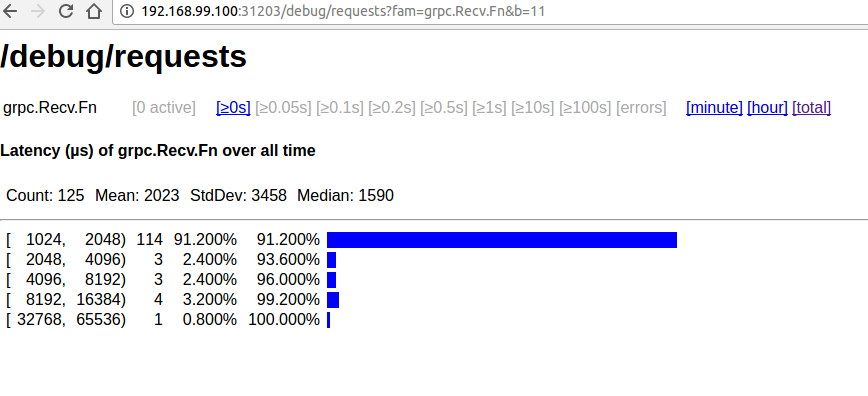 192.168.99.100:31203/debug/requests?fam=grpc.Recv.Fn&b=11
/debug/requests
grpc.Recv.Fn [0 active] [≥0s] [≥0.05s] [≥0.1s] [≥0.2s] [≥0.5s] [≥1s] [≥10s] [≥100s] [errors] [minute] [hour] [total]
Latency (µs) of grpc.Recv.Fn over all time
Count: 125 Mean: 2023 StdDev: 3458 Median: 1590
[ 1024, 2048) 114 91.200% 91.200%
[ 2048, 4096) 3 2.400% 93.600%
[ 4096, 8192) 3 2.400% 96.000%
[ 8192, 16384) 4 3.200% 99.200%
[ 32768, 65536) 1 0.800% 100.000%